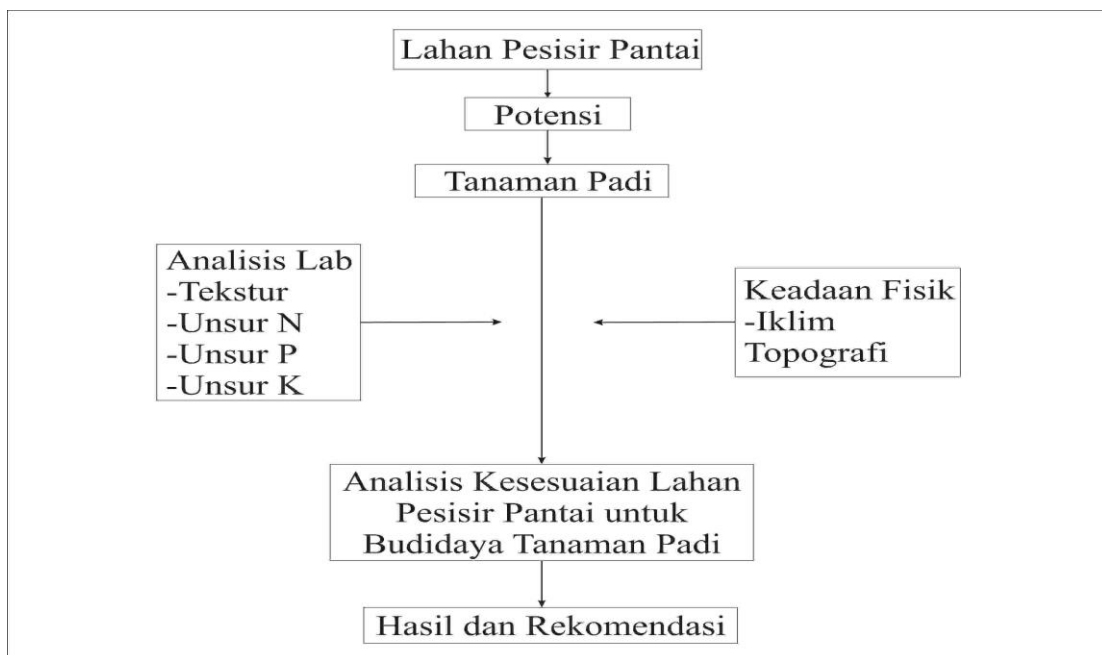 Lahan Pesisir Pantai
Potensi
Tanaman Padi
Analisis Lab
-Tekstur
-Unsur N
-Unsur P
-Unsur K
Keadaan Fisik
-Iklim
Topografi
Analisis Kesesuaian Lahan
Pesisir Pantai untuk
Budidaya Tanaman Padi
Hasil dan Rekomendasi